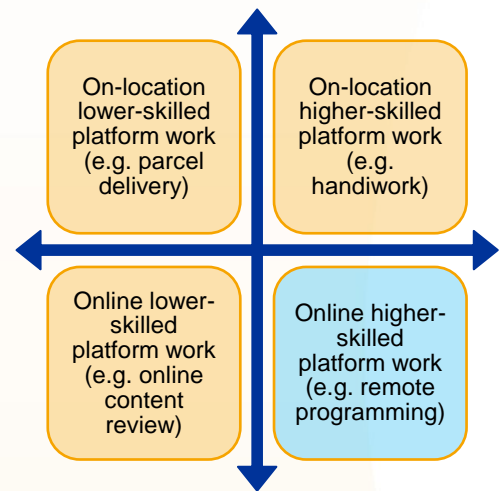 On-location
lower-skilled
platform work
(e.g. parcel
delivery)
On-location
higher-skilled
platform work
(e.g.
handiwork)
Online lower-
skilled
platform work
(e.g. online
content
review)
Online higher-
skilled
platform work
(e.g. remote
programming)